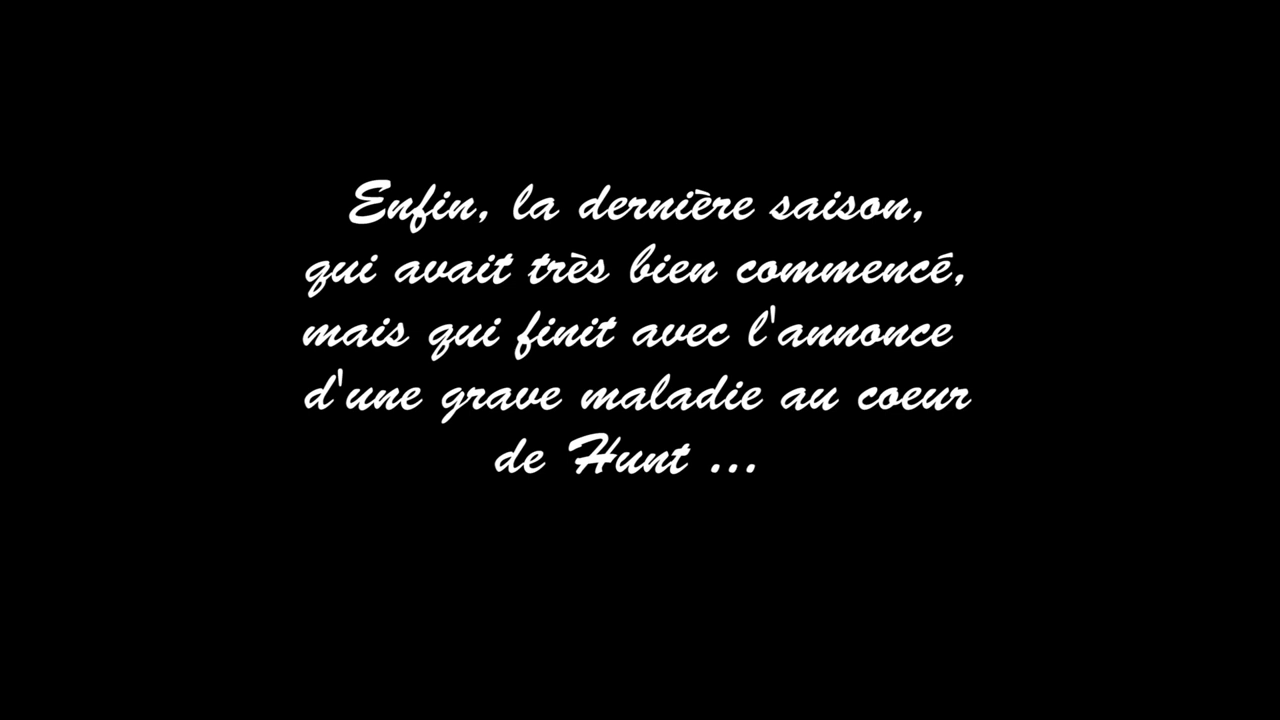 Enfin, la dernière saison,
qui avait très bien commencé,
mais qui finit avec l'annonce
d'une grave maladie au coeur
de Hunt ...